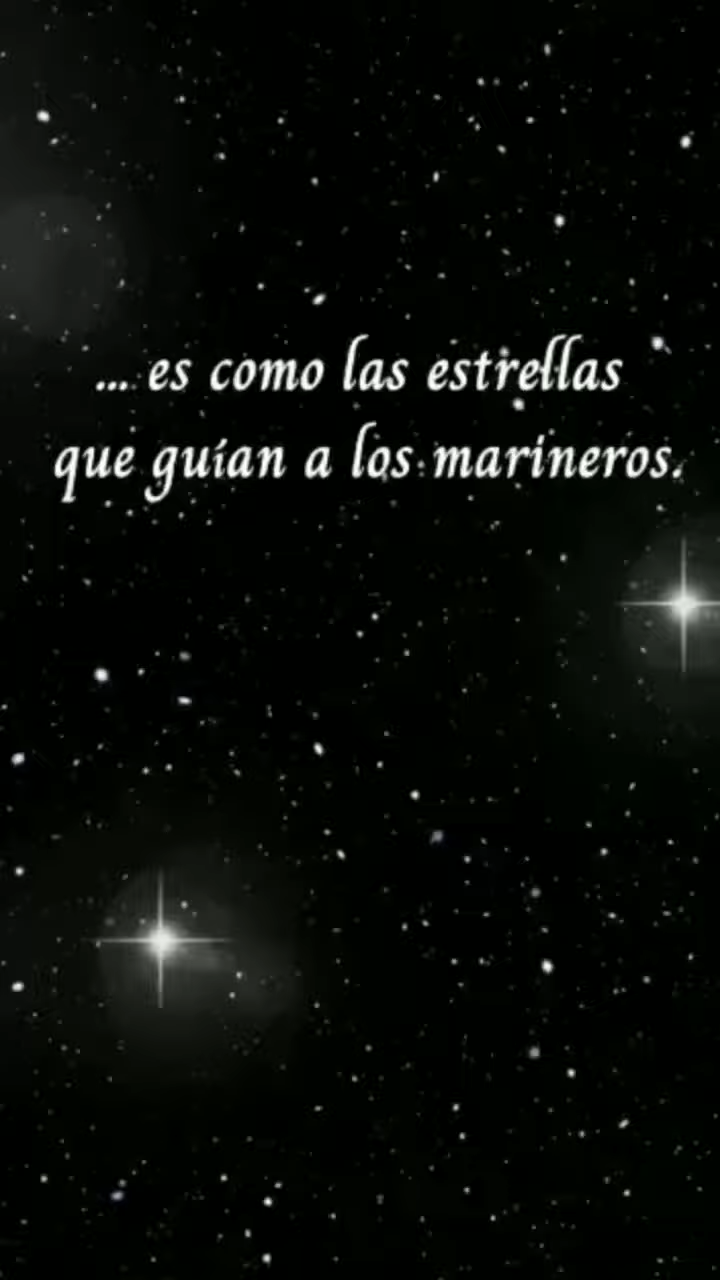 ... es como las estrellas
que guían a los marineros.